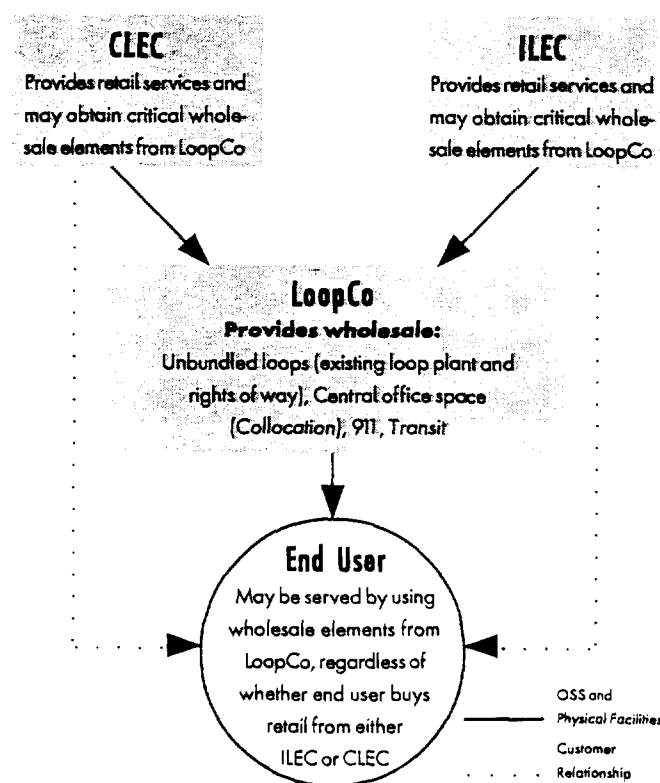 CLEC
Provides retail services and
may obtain critical whole-
sale elements from LoopCo
ILEC
Provides retail services and
may obtain critical whole-
sale elements from LoopCo
LoopCo
Provides wholesale:
Unbundled loops (existing loop plant and
rights of way), Central office space
(Collocation), 911, Transit
End User
May be served by using
wholesale elements from
LoopCo, regardless of
whether end user buys
retail from either
ILEC or CLEC
OSS and
Physical Facilities
Customer
Relationship